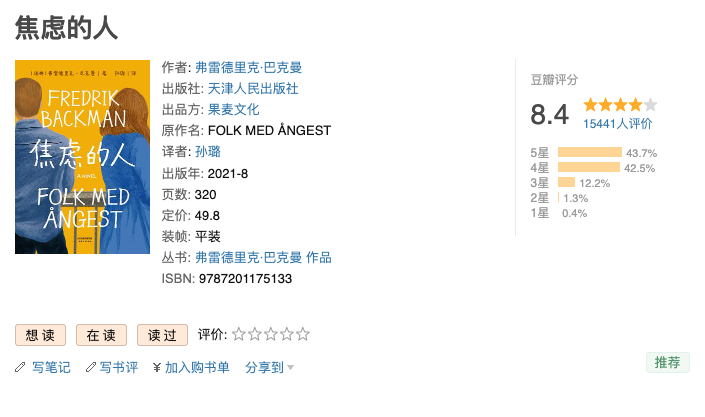 焦虑的人
[瑞典] 弗雷德里克·巴克曼 著 孙璐 译
FREDRIK
BACKMAN
焦虑的人
A NOVEL
FOLK MED
ÅNGEST
作者: 弗雷德里克·巴克曼
出版社: 天津人民出版社
出品方: 果麦文化
原作名: FOLK MED ÅNGEST
译者: 孙璐
出版年: 2021-8
页数: 320
定价: 49.8
装帧: 平装
丛书: 弗雷德里克·巴克曼 作品
ISBN: 9787201175133
豆瓣评分
8.4
15441人评价
5星 43.7%
4星 42.5%
3星 12.2%
2星 1.3%
1星 0.4%
想读 在读 读过 评价:
写笔记 写书评 ¥ 加入购书单 分享到
推荐